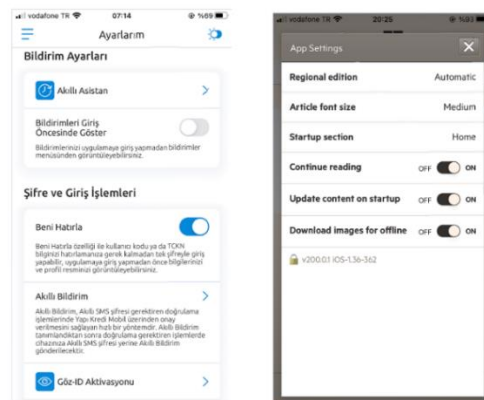 vodafone TR 07:14 @ %69
Ayarlarım
Bildirim Ayarları
Akıllı Asistan
Bildirimleri Giriş
Öncesinde Göster
Bildirimlerinizi uygulamaya giriş yapmadan bildirimler
menüsünden görüntüleyebilirsiniz.
Şifre ve Giriş İşlemleri
Beni Hatırla
Beni Hatırla özelliği ile kullanıcı kodu ya da TCKN
bilginizi hatırlamanıza gerek kalmadan tek şifreyle giriş
yapabilir, uygulamaya giriş yapmadan önce bilgilerinizi
ve profil resminizi görüntüleyebilirsiniz.
Akıllı Bildirim
Akıllı Bildirim, Akıllı SMS şifresi gerektiren doğrulama
işlemlerinde Yapı Kredi Mobil üzerinden onay
verilmesini sağlayan hızlı bir yöntemdir. Akıllı Bildirim
tanımlandıktan sonra doğrulama gerektiren işlemlerde
cihazınıza Akıllı SMS şifresi yerine Akıllı Bildirim
gönderilecektir.
Göz-ID Aktivasyonu
vodafone TR 20:25
App Settings
Regional edition Automatic
Article font size Medium
Startup section Home
Continue reading OFF ON
Update content on startup OFF ON
Download images for offline OFF ON
v200.0.1 iOS-1.36-362